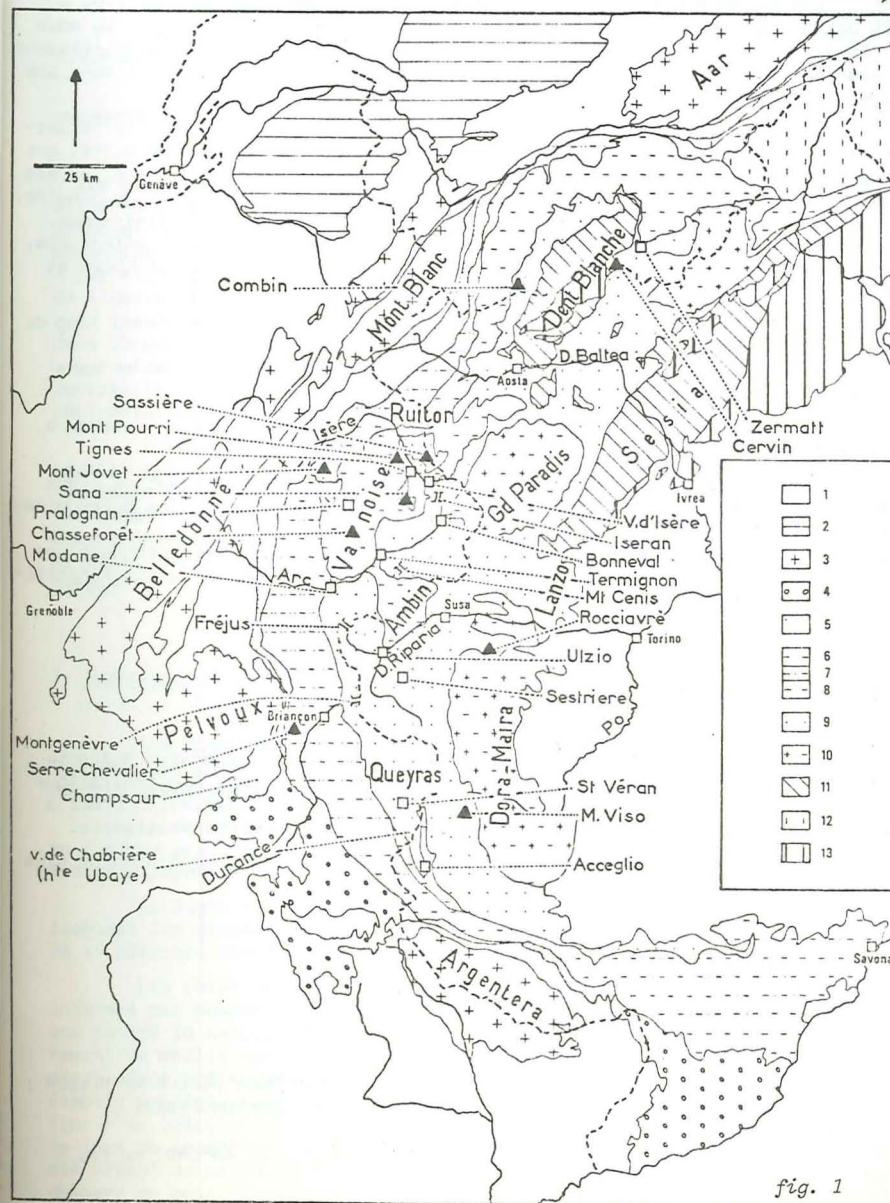 Aar
25 km
Genève
Mont Blanc
Combin
Dent Blanche
D. Baltea
Aosta
Sassière
Ruitor
Mont Pourri
Isère
Tignes
Mont Jovet
Sana
Pralognan
Chasseforêt
Modane
Vanoise
Belledonne
Gd Paradis
Sesia
Zermatt
Cervin
Ivrea
V.d'Isère
Iseran
Bonneval
Termignon
Mt Cenis
Rocciavré
Lanzo
Arc
Ambin
Susa
Grenoble
Fréjus
D. Riparia
Torino
Ulzio
Sestriere
Po
Pelvoux
Briançon
Montgenèvre
Serre-Chevalier
Champsaur
Queyras
Dora-Maira
St Véran
M. Viso
Durance
v. de Chabrière
(hte Ubaye)
Acceglio
Argentera
Savona
1
2
3
4
5
6
7
8
9
10
11
12
13
fig. 1